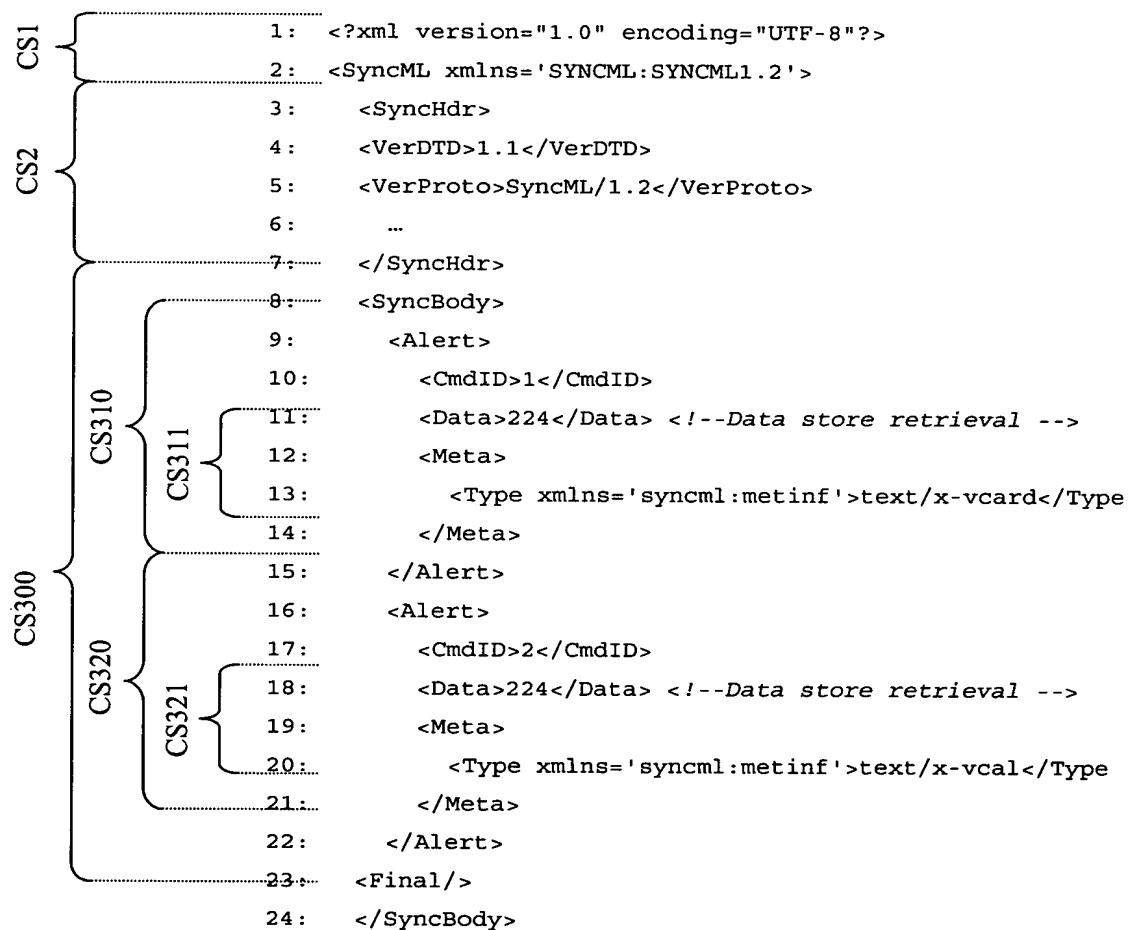 CS1
CS2
CS300
CS310
CS311
CS320
CS321
1: <?xml version="1.0" encoding="UTF-8"?>
2: <SyncML xmlns='SYNCML:SYNCML1.2'>
3: <SyncHdr>
4: <VerDTD>1.1</VerDTD>
5: <VerProto>SyncML/1.2</VerProto>
6: …
7: </SyncHdr>
8: <SyncBody>
9: <Alert>
10: <CmdID>1</CmdID>
11: <Data>224</Data> <!--Data store retrieval -->
12: <Meta>
13: <Type xmlns='syncml:metinf'>text/x-vcard</Type
14: </Meta>
15: </Alert>
16: <Alert>
17: <CmdID>2</CmdID>
18: <Data>224</Data> <!--Data store retrieval -->
19: <Meta>
20: <Type xmlns='syncml:metinf'>text/x-vcal</Type
21: </Meta>
22: </Alert>
23: <Final/>
24: </SyncBody>